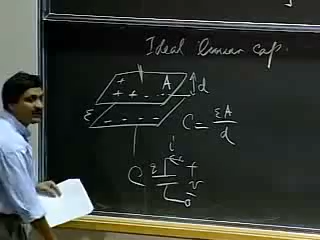 Ideal linear cap.
+ A
+ + d
ε - - - -
C = εA/d
i
C q + v -